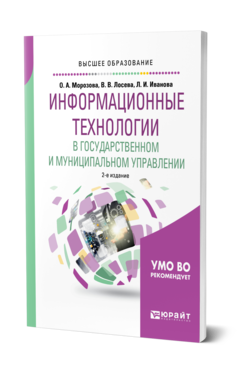 ВЫСШЕЕ ОБРАЗОВАНИЕ
О. А. Морозова, В. В. Лосева, Л. И. Иванова
ИНФОРМАЦИОННЫЕ
ТЕХНОЛОГИИ
В ГОСУДАРСТВЕННОМ
И МУНИЦИПАЛЬНОМ УПРАВЛЕНИИ
2-е издание
УМО ВО
РЕКОМЕНДУЕТ
юрайт